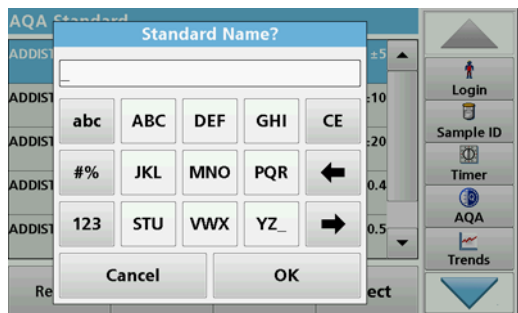 AQA Standard
Standard Name?
ADDIST
±5
_
ADDIST
:10
abc
ABC
DEF
GHI
CE
ADDIST
:20
#%
JKL
MNO
PQR
ADDIST
0.4
123
STU
VWX
YZ_
ADDIST
0.5
Cancel
OK
Re
ect
Login
Sample ID
Timer
AQA
Trends